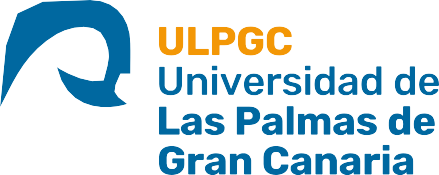 ULPGC
Universidad de
Las Palmas de
Gran Canaria